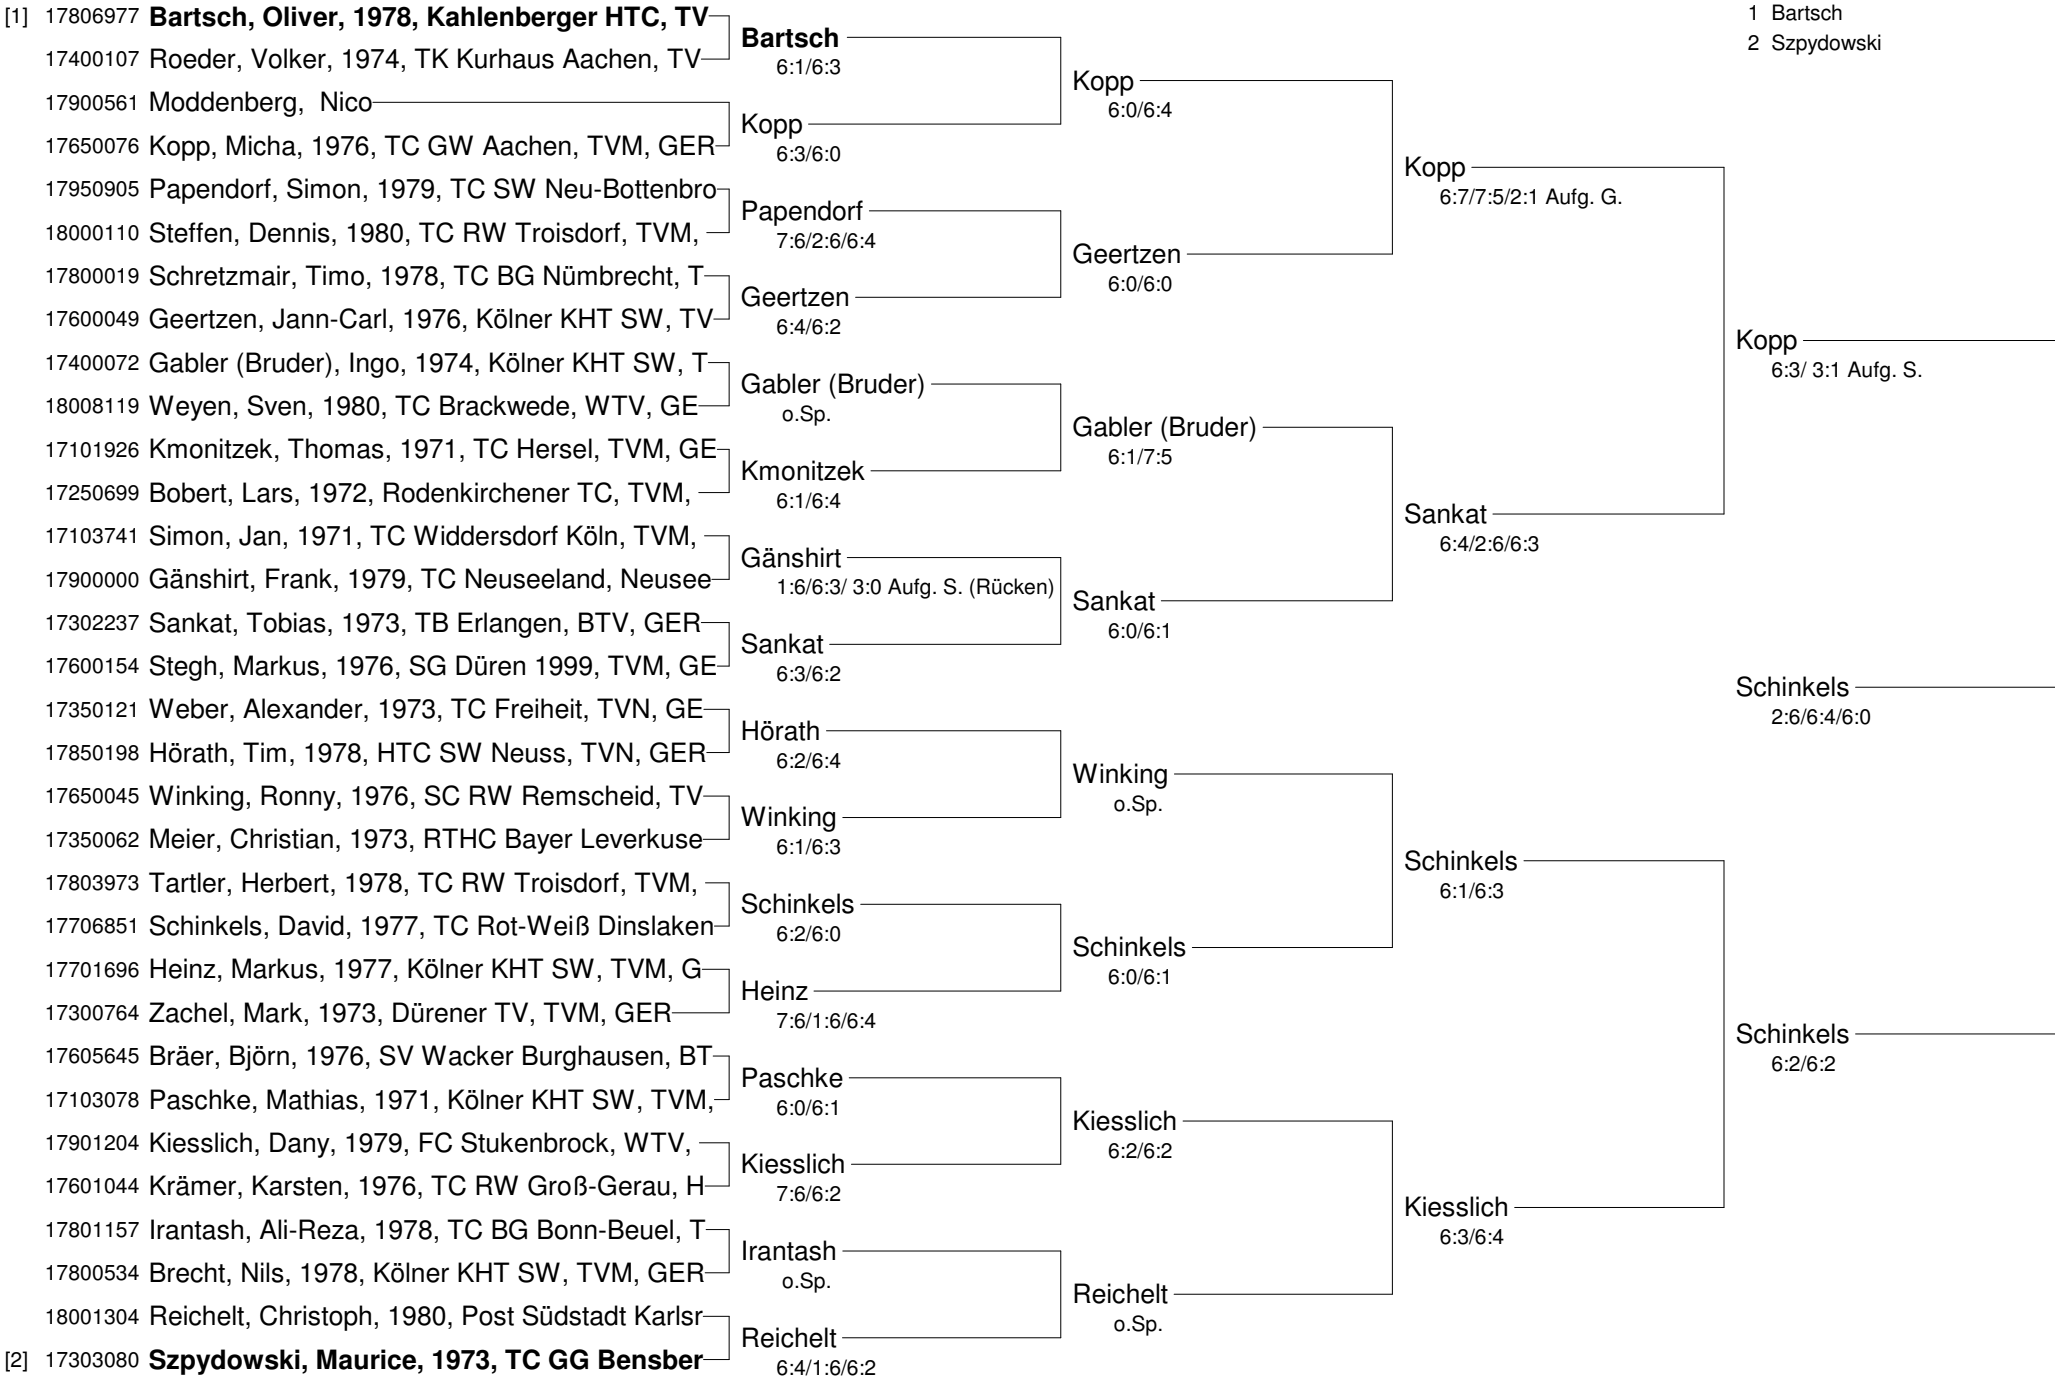 [1] 17806977 Bartsch, Oliver, 1978, Kahlenberger HTC, TV
17400107 Roeder, Volker, 1974, TK Kurhaus Aachen, TV
17900561 Moddenberg, Nico
17650076 Kopp, Micha, 1976, TC GW Aachen, TVM, GER
17950905 Papendorf, Simon, 1979, TC SW Neu-Bottenbro
18000110 Steffen, Dennis, 1980, TC RW Troisdorf, TVM,
17800019 Schretzmair, Timo, 1978, TC BG Nümbrecht, T
17600049 Geertzen, Jann-Carl, 1976, Kölner KHT SW, TV
17400072 Gabler (Bruder), Ingo, 1974, Kölner KHT SW, T
18008119 Weyen, Sven, 1980, TC Brackwede, WTV, GE
17101926 Kmonitzek, Thomas, 1971, TC Hersel, TVM, GE
17250699 Bobert, Lars, 1972, Rodenkirchener TC, TVM,
17103741 Simon, Jan, 1971, TC Widdersdorf Köln, TVM,
17900000 Gänshirt, Frank, 1979, TC Neuseeland, Neusee
17302237 Sankat, Tobias, 1973, TB Erlangen, BTV, GER
17600154 Stegh, Markus, 1976, SG Düren 1999, TVM, GE
17350121 Weber, Alexander, 1973, TC Freiheit, TVN, GE
17850198 Hörath, Tim, 1978, HTC SW Neuss, TVN, GER
17650045 Winking, Ronny, 1976, SC RW Remscheid, TV
17350062 Meier, Christian, 1973, RTHC Bayer Leverkuse
17803973 Tartler, Herbert, 1978, TC RW Troisdorf, TVM,
17706851 Schinkels, David, 1977, TC Rot-Weiß Dinslaken
17701696 Heinz, Markus, 1977, Kölner KHT SW, TVM, G
17300764 Zachel, Mark, 1973, Dürener TV, TVM, GER
17605645 Bräer, Björn, 1976, SV Wacker Burghausen, BT
17103078 Paschke, Mathias, 1971, Kölner KHT SW, TVM,
17901204 Kiesslich, Dany, 1979, FC Stukenbrock, WTV,
17601044 Krämer, Karsten, 1976, TC RW Groß-Gerau, H
17801157 Irantash, Ali-Reza, 1978, TC BG Bonn-Beuel, T
17800534 Brecht, Nils, 1978, Kölner KHT SW, TVM, GER
18001304 Reichelt, Christoph, 1980, Post Südstadt Karlsr
[2] 17303080 Szpydowski, Maurice, 1973, TC GG Bensber
Bartsch
6:1/6:3
Kopp
6:3/6:0
Papendorf
7:6/2:6/6:4
Geertzen
6:4/6:2
Gabler (Bruder)
o.Sp.
Kmonitzek
6:1/6:4
Gänshirt
1:6/6:3/ 3:0 Aufg. S. (Rücken)
Sankat
6:3/6:2
Hörath
6:2/6:4
Winking
6:1/6:3
Schinkels
6:2/6:0
Heinz
7:6/1:6/6:4
Paschke
6:0/6:1
Kiesslich
7:6/6:2
Irantash
o.Sp.
Reichelt
6:4/1:6/6:2
Kopp
6:0/6:4
Geertzen
6:0/6:0
Gabler (Bruder)
6:1/7:5
Sankat
6:0/6:1
Winking
o.Sp.
Schinkels
6:0/6:1
Kiesslich
6:2/6:2
Reichelt
o.Sp.
Kopp
6:7/7:5/2:1 Aufg. G.
Sankat
6:4/2:6/6:3
Schinkels
6:1/6:3
Kiesslich
6:3/6:4
1 Bartsch
2 Szpydowski
Kopp
6:3/ 3:1 Aufg. S.
Schinkels
2:6/6:4/6:0
Schinkels
6:2/6:2